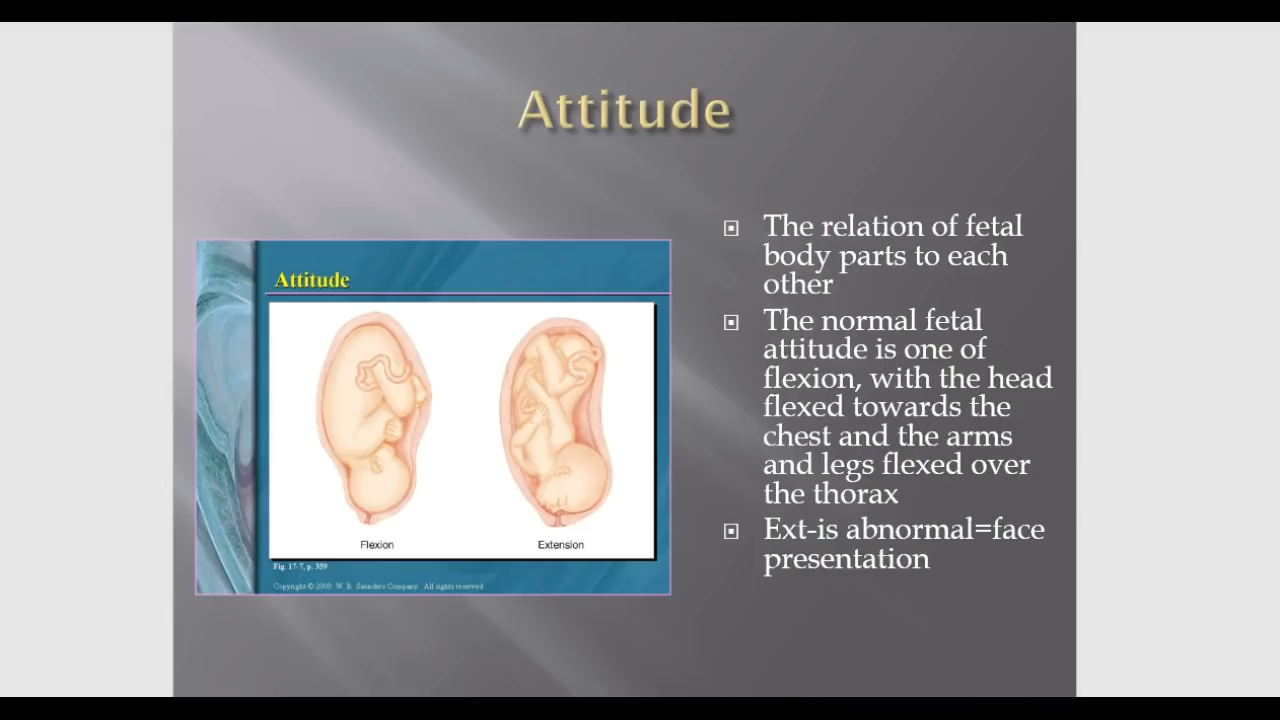 Attitude
Attitude
Flexion
Extension
Fig. 17-7, p. 359
Copyright © 2000 W. B. Saunders Company. All rights reserved
The relation of fetal
body parts to each
other
The normal fetal
attitude is one of
flexion, with the head
flexed towards the
chest and the arms
and legs flexed over
the thorax
Ext-is abnormal=face
presentation